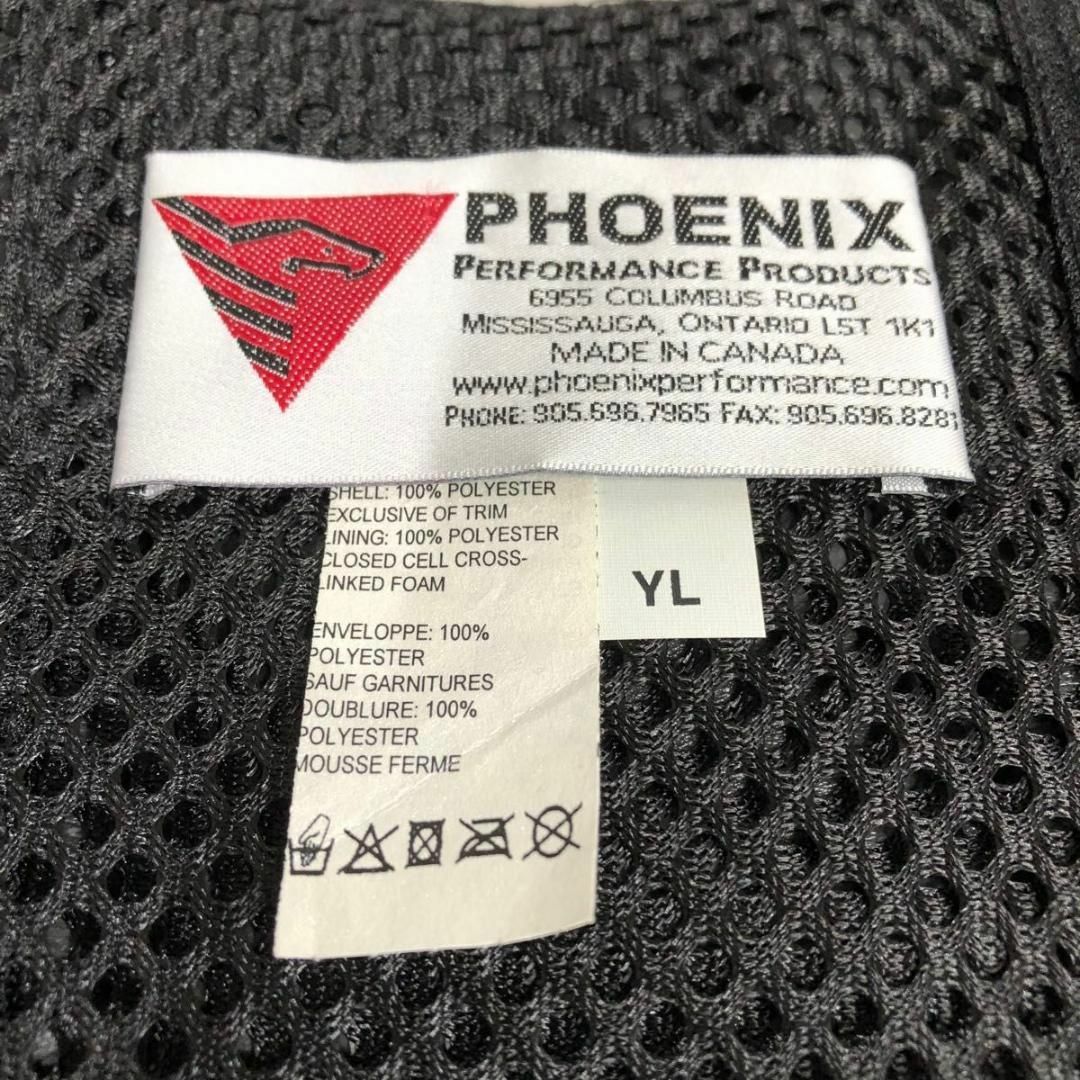 PHOENIX
PERFORMANCE PRODUCTS
6955 COLUMBUS ROAD
MISSISSAUGA, ONTARIO L5T 1K1
MADE IN CANADA
www.phoenixperformance.com
PHONE: 905.696.7965 FAX: 905.696.8281
SHELL: 100% POLYESTER
EXCLUSIVE OF TRIM
LINING: 100% POLYESTER
CLOSED CELL CROSS-
LINKED FOAM
YL
ENVELOPPE: 100%
POLYESTER
SAUF GARNITURES
DOUBLURE: 100%
POLYESTER
MOUSSE FERME